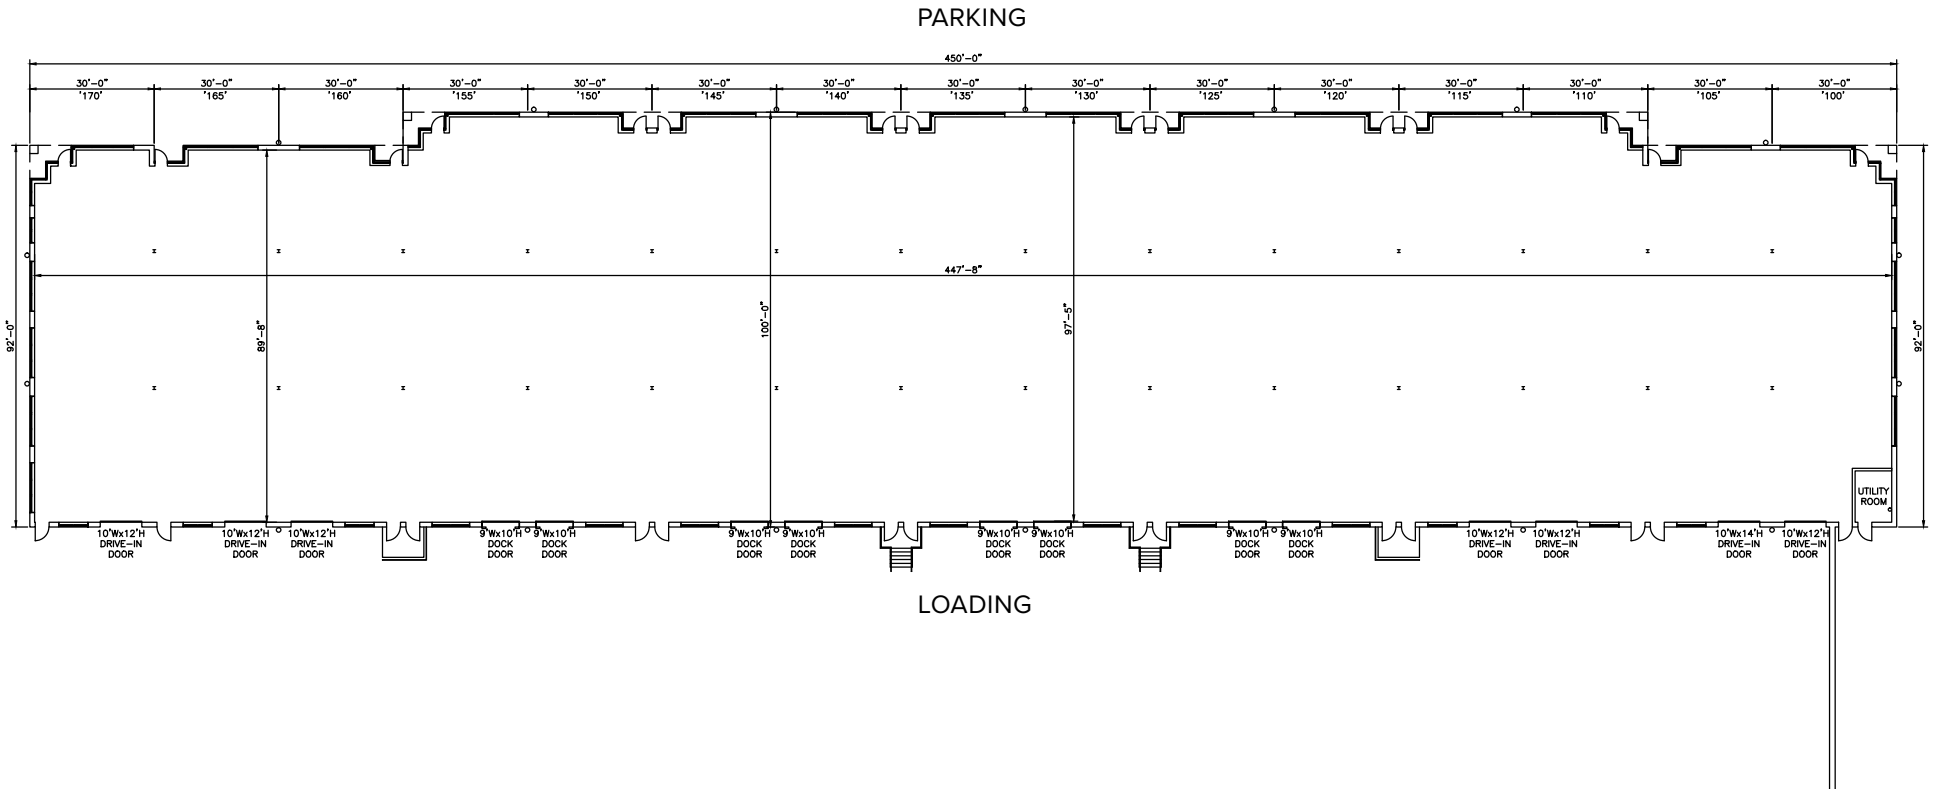 PARKING
450'-0"
30'-0" 30'-0" 30'-0" 30'-0" 30'-0" 30'-0" 30'-0" 30'-0" 30'-0" 30'-0" 30'-0" 30'-0" 30'-0" 30'-0" 30'-0"
'170' '165' '160' '155' '150' '145' '140' '135' '130' '125' '120' '115' '110' '105' '100'
447'-8"
92'-0"
89'-8"
100'-0"
97'-5"
92'-0"
UTILITY
ROOM
10'Wx12'H
DRIVE-IN
DOOR
10'Wx12'H
DRIVE-IN
DOOR
10'Wx12'H
DRIVE-IN
DOOR
9'Wx10'H
DOCK
DOOR
9'Wx10'H
DOCK
DOOR
9'Wx10'H
DOCK
DOOR
9'Wx10'H
DOCK
DOOR
9'Wx10'H
DOCK
DOOR
9'Wx10'H
DOCK
DOOR
9'Wx10'H
DOCK
DOOR
9'Wx10'H
DOCK
DOOR
10'Wx12'H
DRIVE-IN
DOOR
10'Wx12'H
DRIVE-IN
DOOR
10'Wx14'H
DRIVE-IN
DOOR
10'Wx12'H
DRIVE-IN
DOOR
LOADING